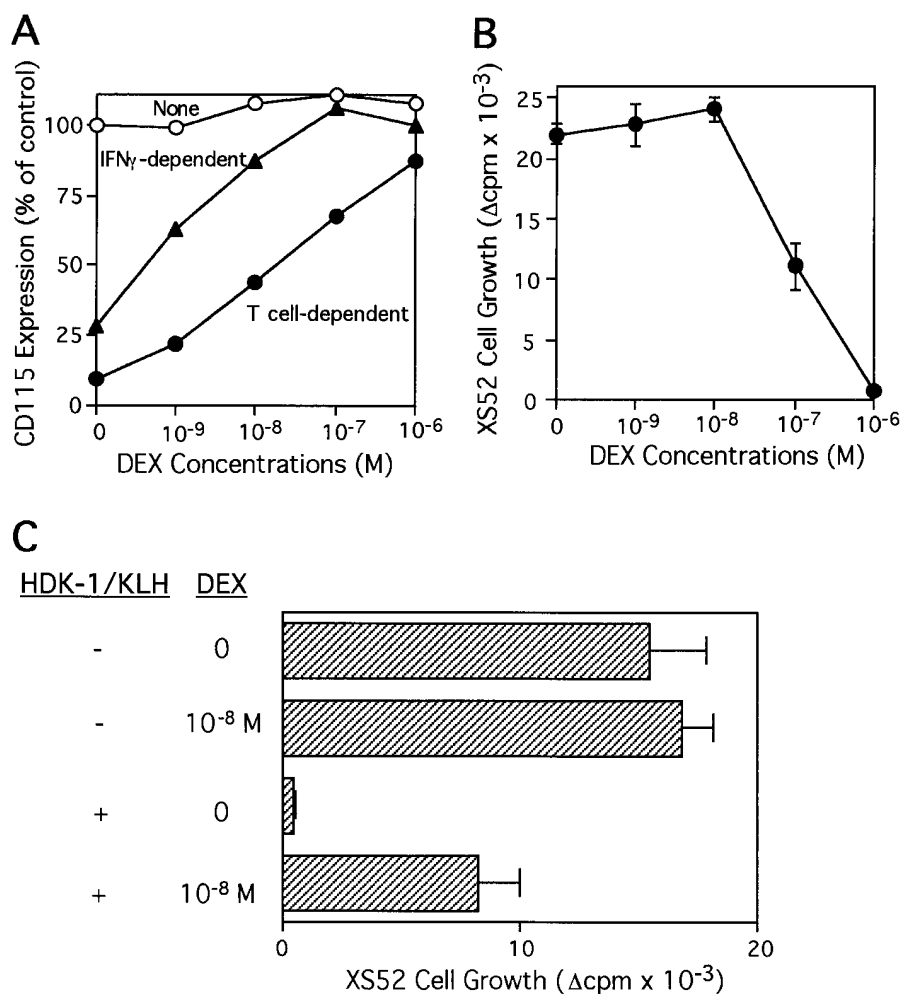 A
CD115 Expression (% of control)
100
75
50
25
0
None
IFNγ-dependent
T cell-dependent
0 10⁻⁹ 10⁻⁸ 10⁻⁷ 10⁻⁶
DEX Concentrations (M)
B
XS52 Cell Growth (Δcpm x 10⁻³)
25
20
15
10
5
0
0 10⁻⁹ 10⁻⁸ 10⁻⁷ 10⁻⁶
DEX Concentrations (M)
C
HDK-1/KLH DEX
- 0
- 10⁻⁸ M
+ 0
+ 10⁻⁸ M
0 10 20
XS52 Cell Growth (Δcpm x 10⁻³)